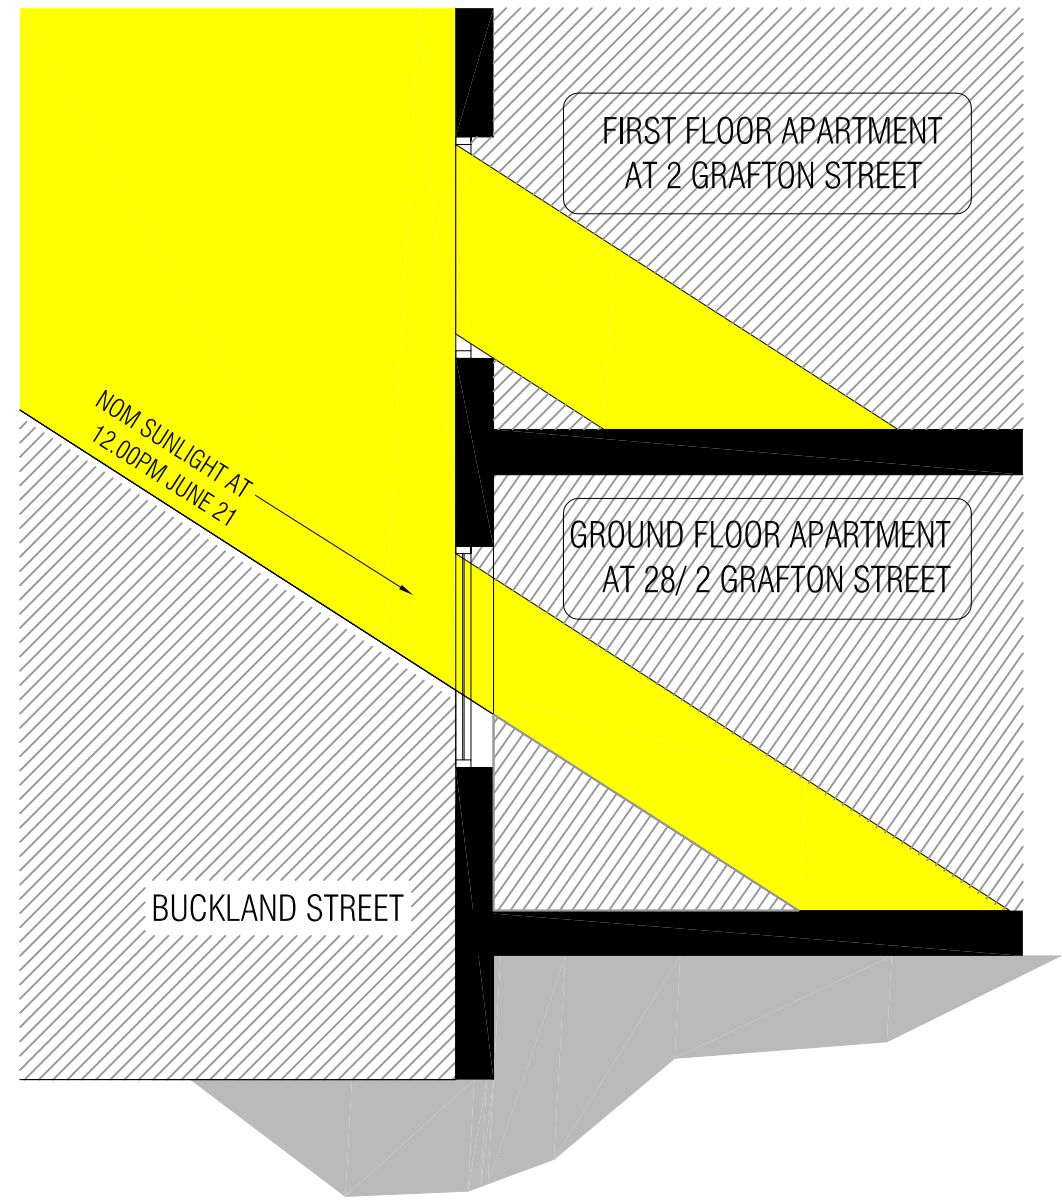 FIRST FLOOR APARTMENT
AT 2 GRAFTON STREET
NOM SUNLIGHT AT
12.00PM JUNE 21
GROUND FLOOR APARTMENT
AT 28/ 2 GRAFTON STREET
BUCKLAND STREET